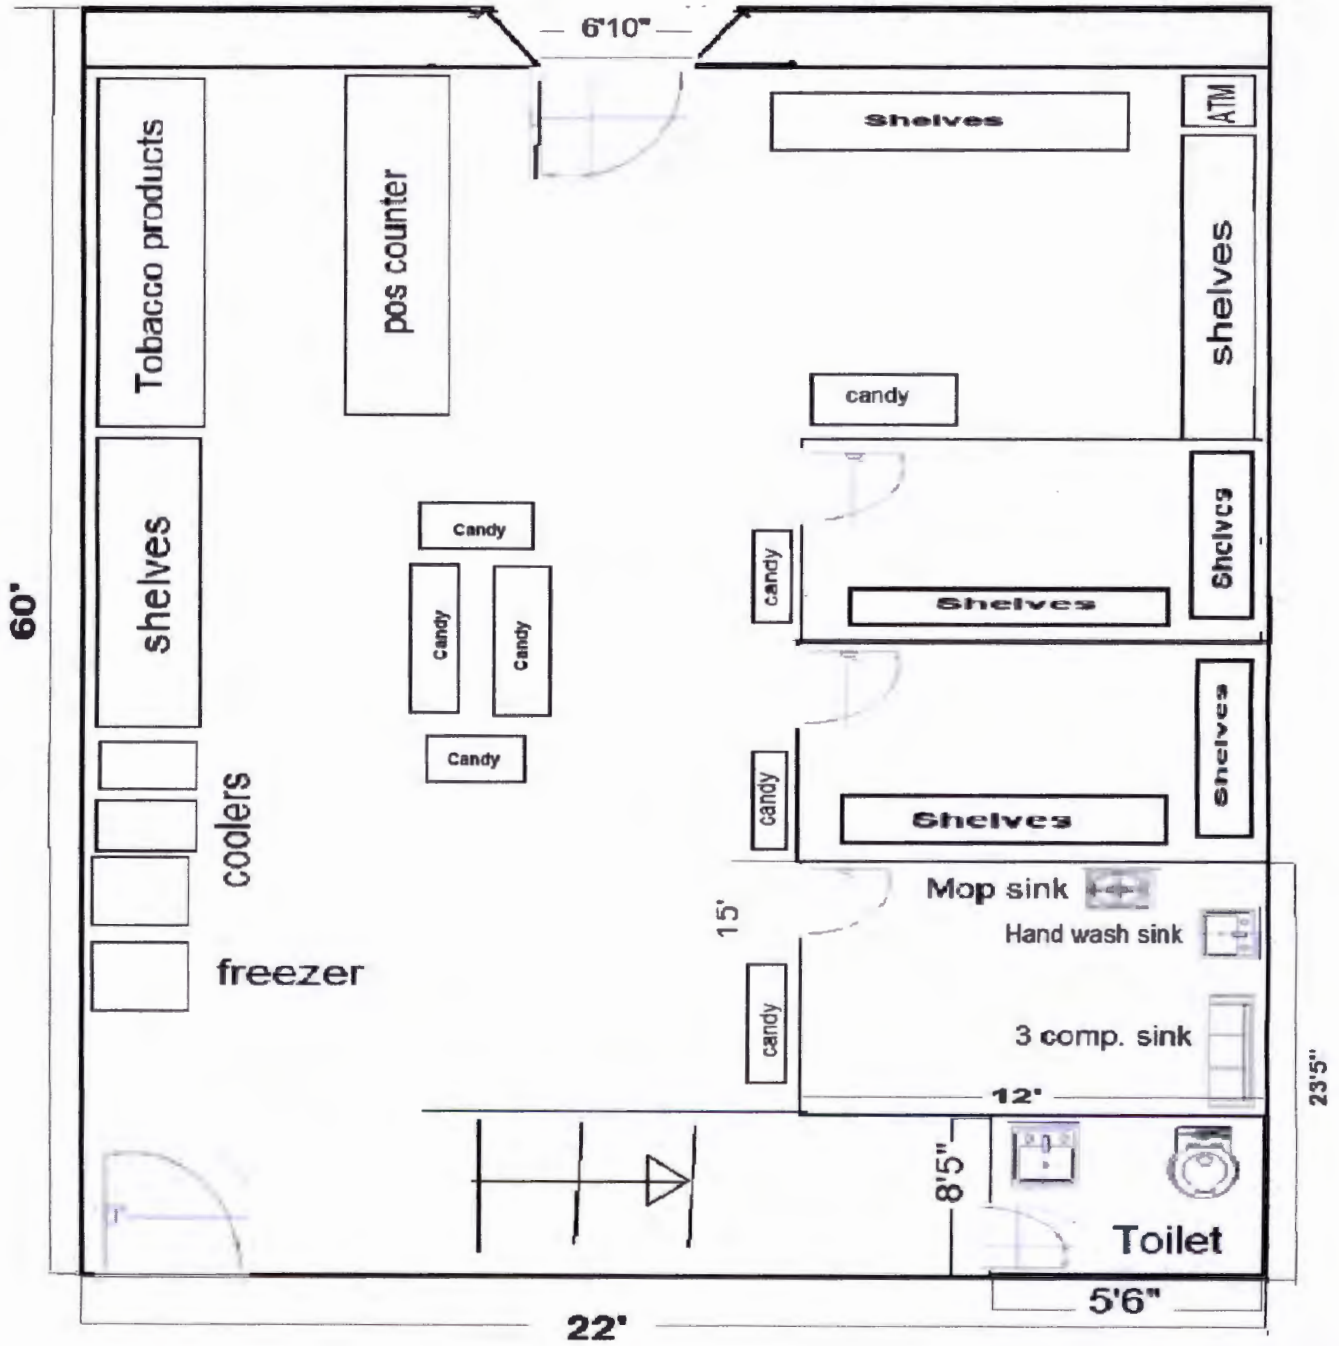 6'10"
Shelves
ATM
Tobacco products
pos counter
shelves
candy
60'
shelves
Candy
Candy
Candy
Candy
candy
Shelves
Shelves
coolers
candy
Shelves
Shelves
15'
Mop sink
Hand wash sink
freezer
candy
3 comp. sink
23'5"
12'
8'5"
Toilet
5'6"
22'